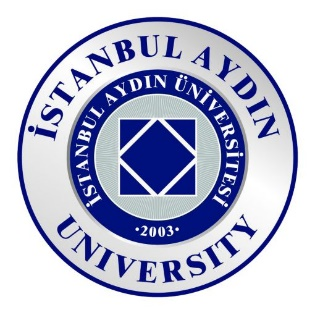 İSTANBUL AYDIN
UNIVERSITY
İSTANBUL AYDIN ÜNİVERSİTESİ
·2003·